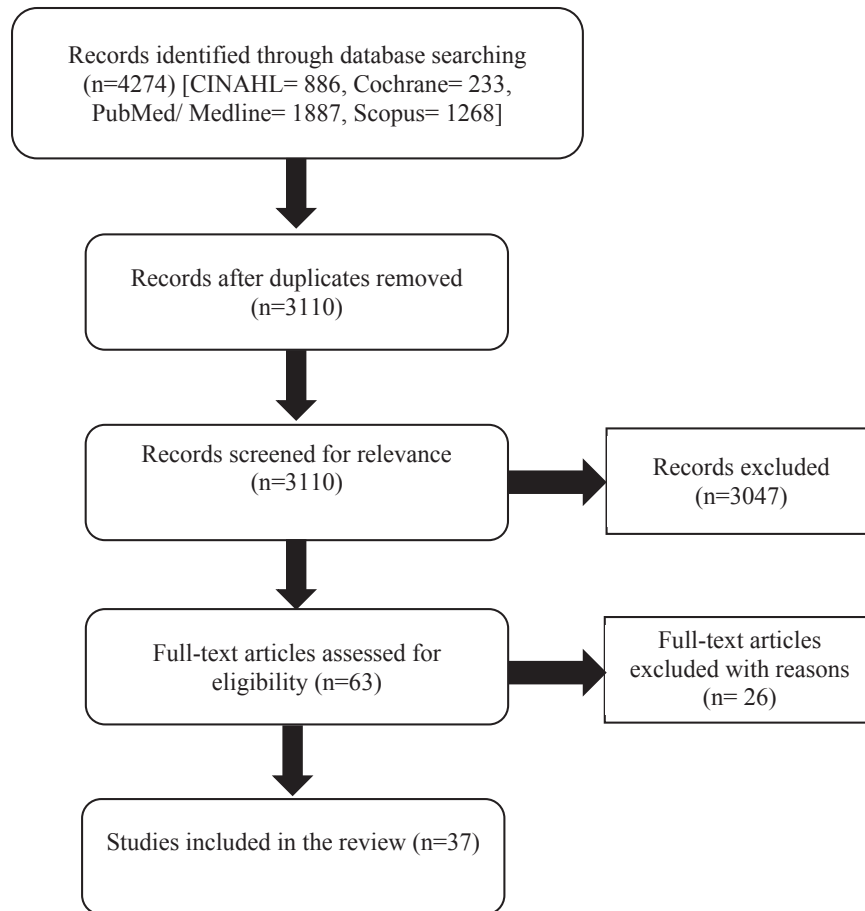 Records identified through database searching
(n=4274) [CINAHL= 886, Cochrane= 233,
PubMed/ Medline= 1887, Scopus= 1268]
Records after duplicates removed
(n=3110)
Records screened for relevance
(n=3110)
Records excluded
(n=3047)
Full-text articles assessed for
eligibility (n=63)
Full-text articles
excluded with reasons
(n= 26)
Studies included in the review (n=37)